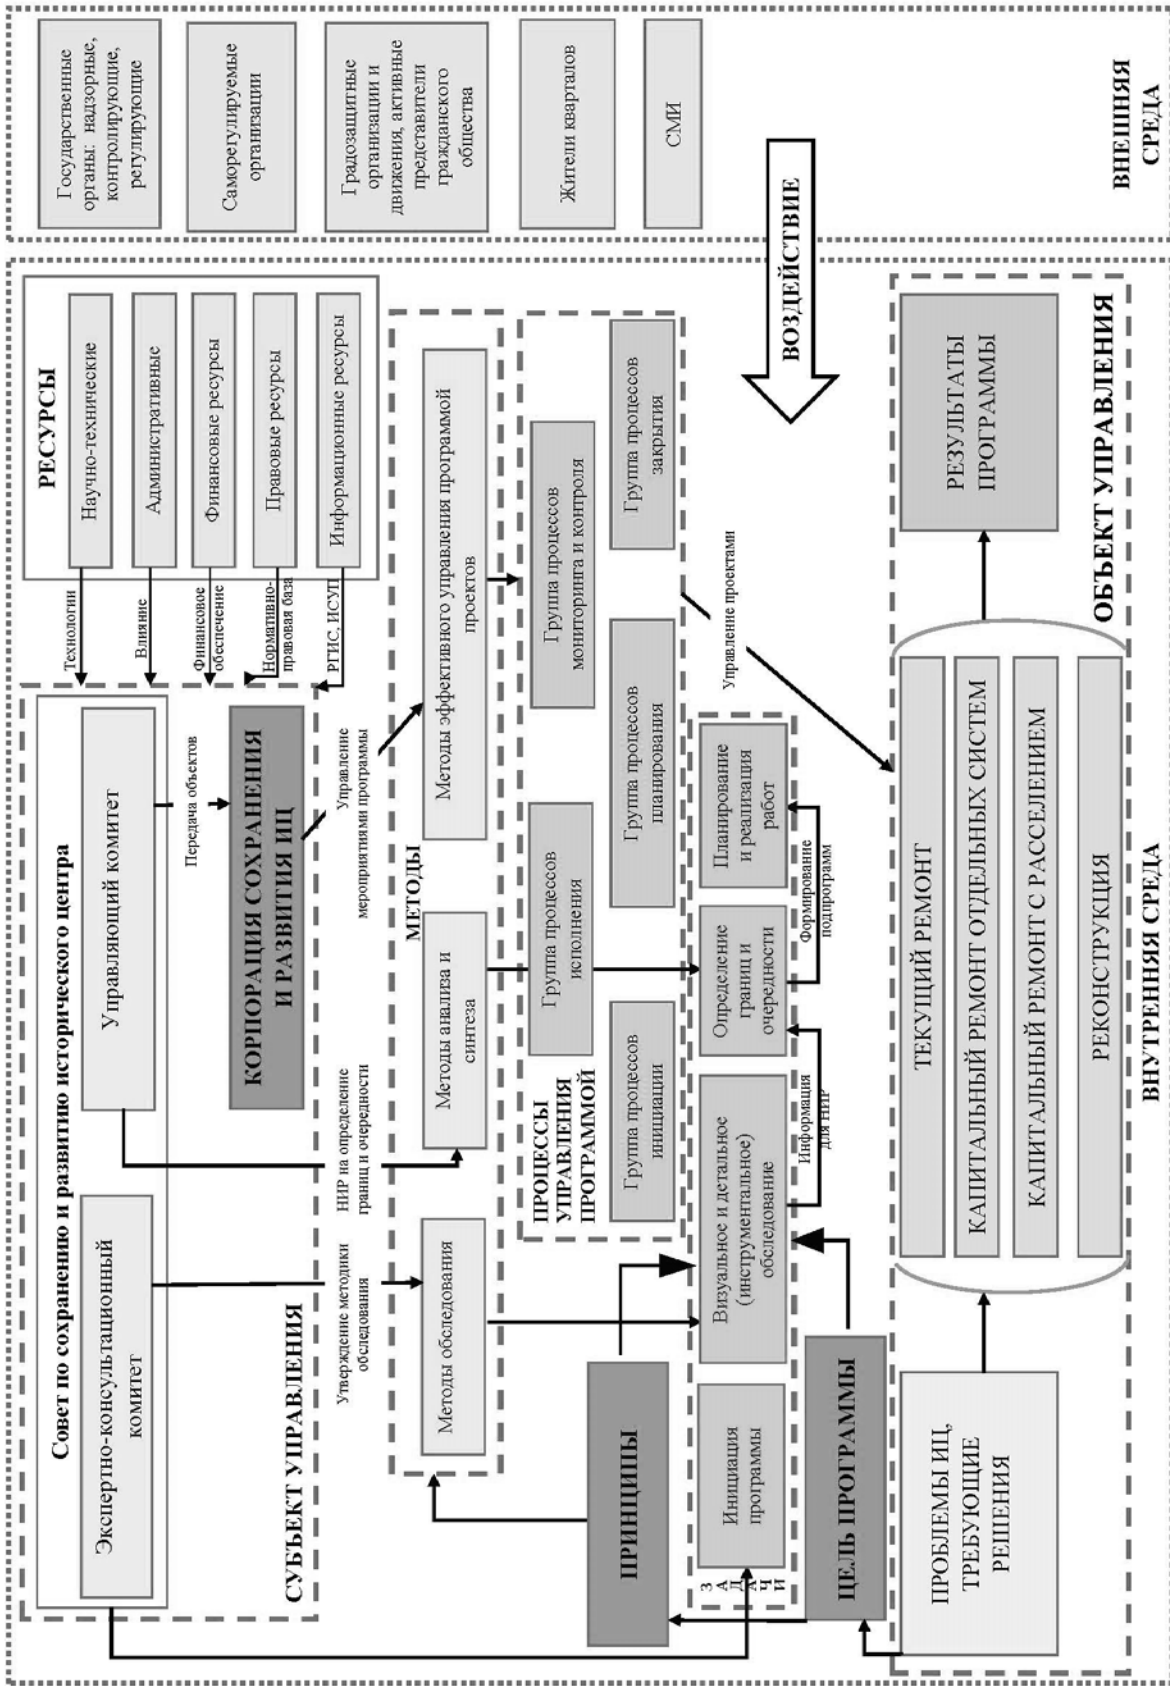 Совет по сохранению и развитию исторического центра
Экспертно-консультационный
комитет
Управляющий комитет
Передача объектов
КОРПОРАЦИЯ СОХРАНЕНИЯ
И РАЗВИТИЯ ИЦ
СУБЪЕКТ УПРАВЛЕНИЯ
РЕСУРСЫ
Научно-технические
Административные
Финансовые ресурсы
Правовые ресурсы
Информационные ресурсы
Технологии
Влияние
Финансовое
обеспечение
Нормативно-
правовая база
РГИС, ИСУП
Государственные
органы: надзорные,
контролирующие,
регулирующие
Саморегулируемые
организации
Градозащитные
организации и
движения, активные
представители
гражданского
общества
Жители кварталов
СМИ
ВНЕШНЯЯ
СРЕДА
Утверждение методики
обследования
НИР на определение
границ и очередности
Управление
мероприятиями программы
МЕТОДЫ
Методы обследования
Методы анализа и
синтеза
Методы эффективного управления программой
проектов
ПРОЦЕССЫ
УПРАВЛЕНИЯ
ПРОГРАММОЙ
Группа процессов
исполнения
Группа процессов
мониторинга и контроля
Группа процессов
инициации
Группа процессов
планирования
Группа процессов
закрытия
ПРИНЦИПЫ
З
А
Д
А
Ч
И
Инициация
программы
Визуальное и детальное
(инструментальное)
обследование
Определение
границ и
очередности
Планирование
и реализация
работ
Информация
для НИР
Формирование
подпрограмм
Управление проектами
ВОЗДЕЙСТВИЕ
ЦЕЛЬ ПРОГРАММЫ
ПРОБЛЕМЫ ИЦ,
ТРЕБУЮЩИЕ
РЕШЕНИЯ
ТЕКУЩИЙ РЕМОНТ
КАПИТАЛЬНЫЙ РЕМОНТ ОТДЕЛЬНЫХ СИСТЕМ
КАПИТАЛЬНЫЙ РЕМОНТ С РАССЕЛЕНИЕМ
РЕКОНСТРУКЦИЯ
РЕЗУЛЬТАТЫ
ПРОГРАММЫ
ОБЪЕКТ УПРАВЛЕНИЯ
ВНУТРЕННЯЯ СРЕДА